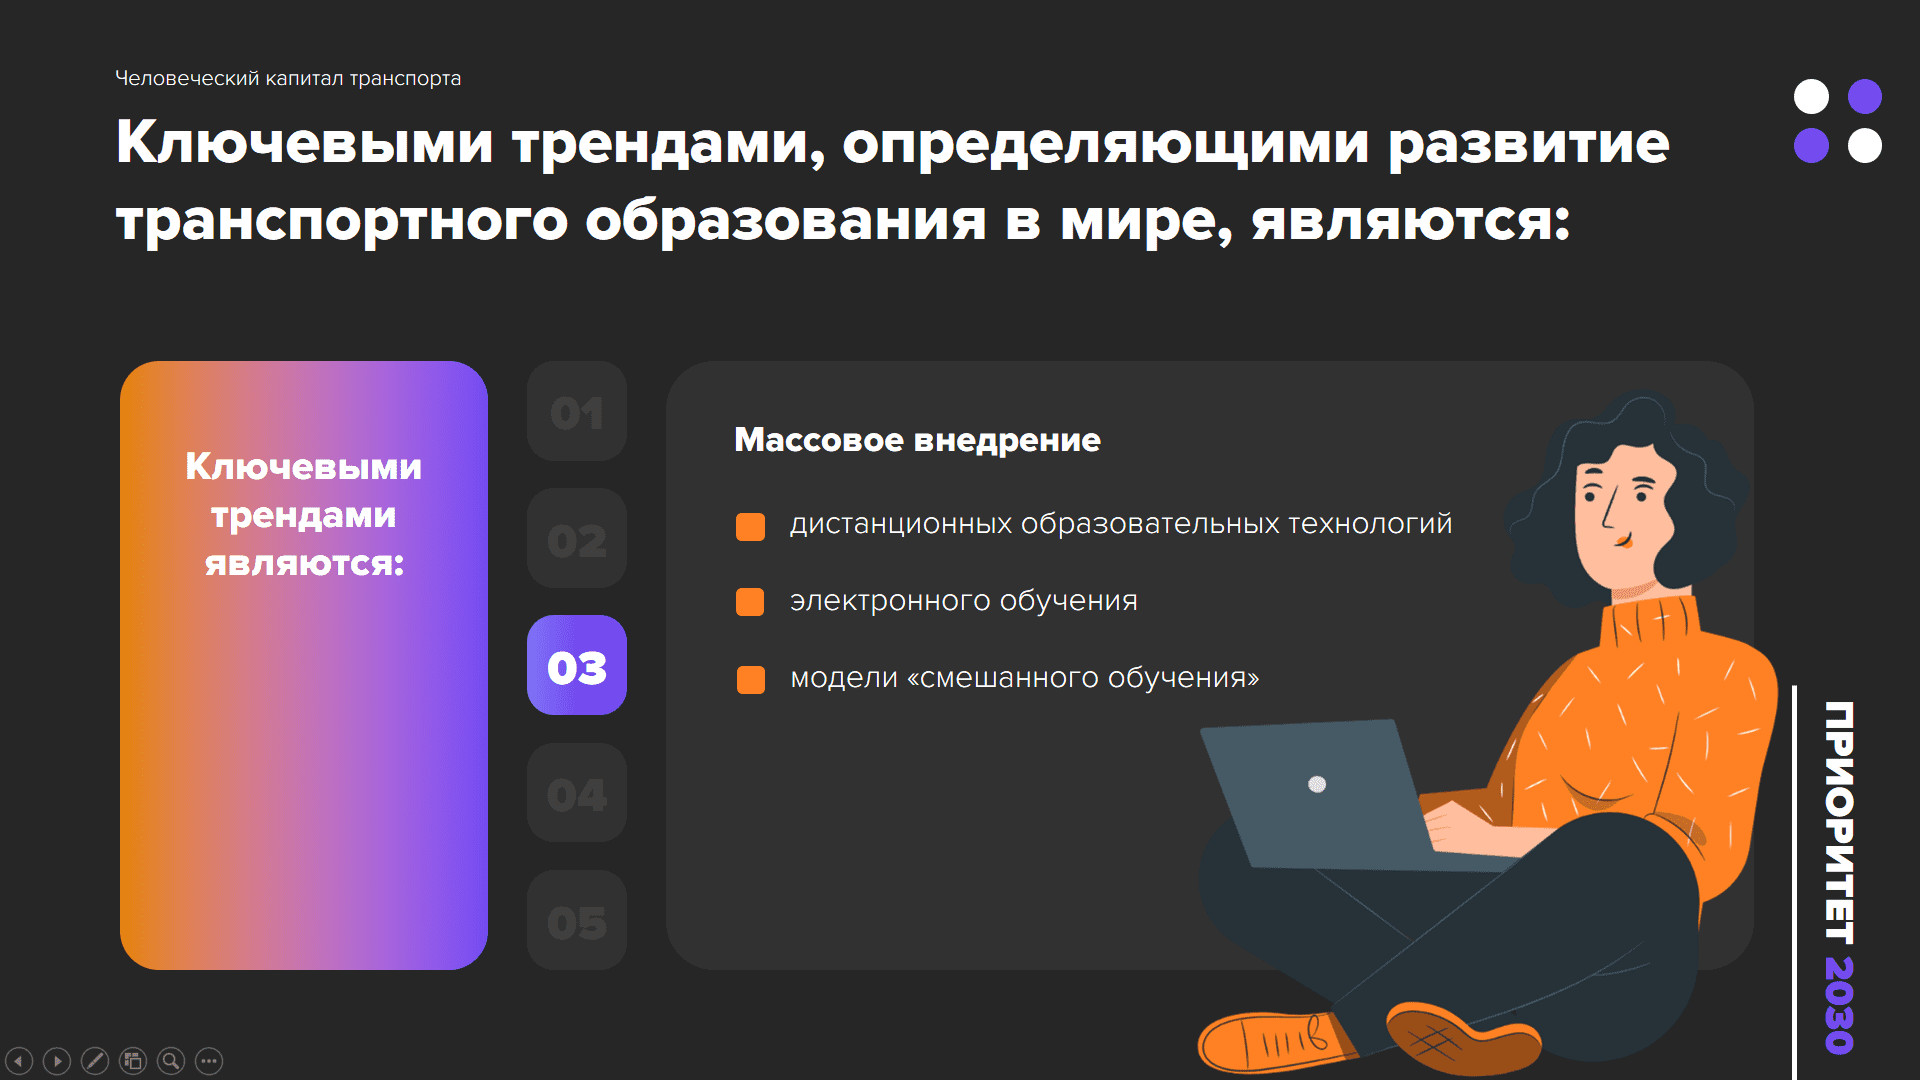 Человеческий капитал транспорта
Ключевыми трендами, определяющими развитие
транспортного образования в мире, являются:
Ключевыми
трендами
являются:
01
02
03
04
05
Массовое внедрение
дистанционных образовательных технологий
электронного обучения
модели «смешанного обучения»
ПРИОРИТЕТ 2030